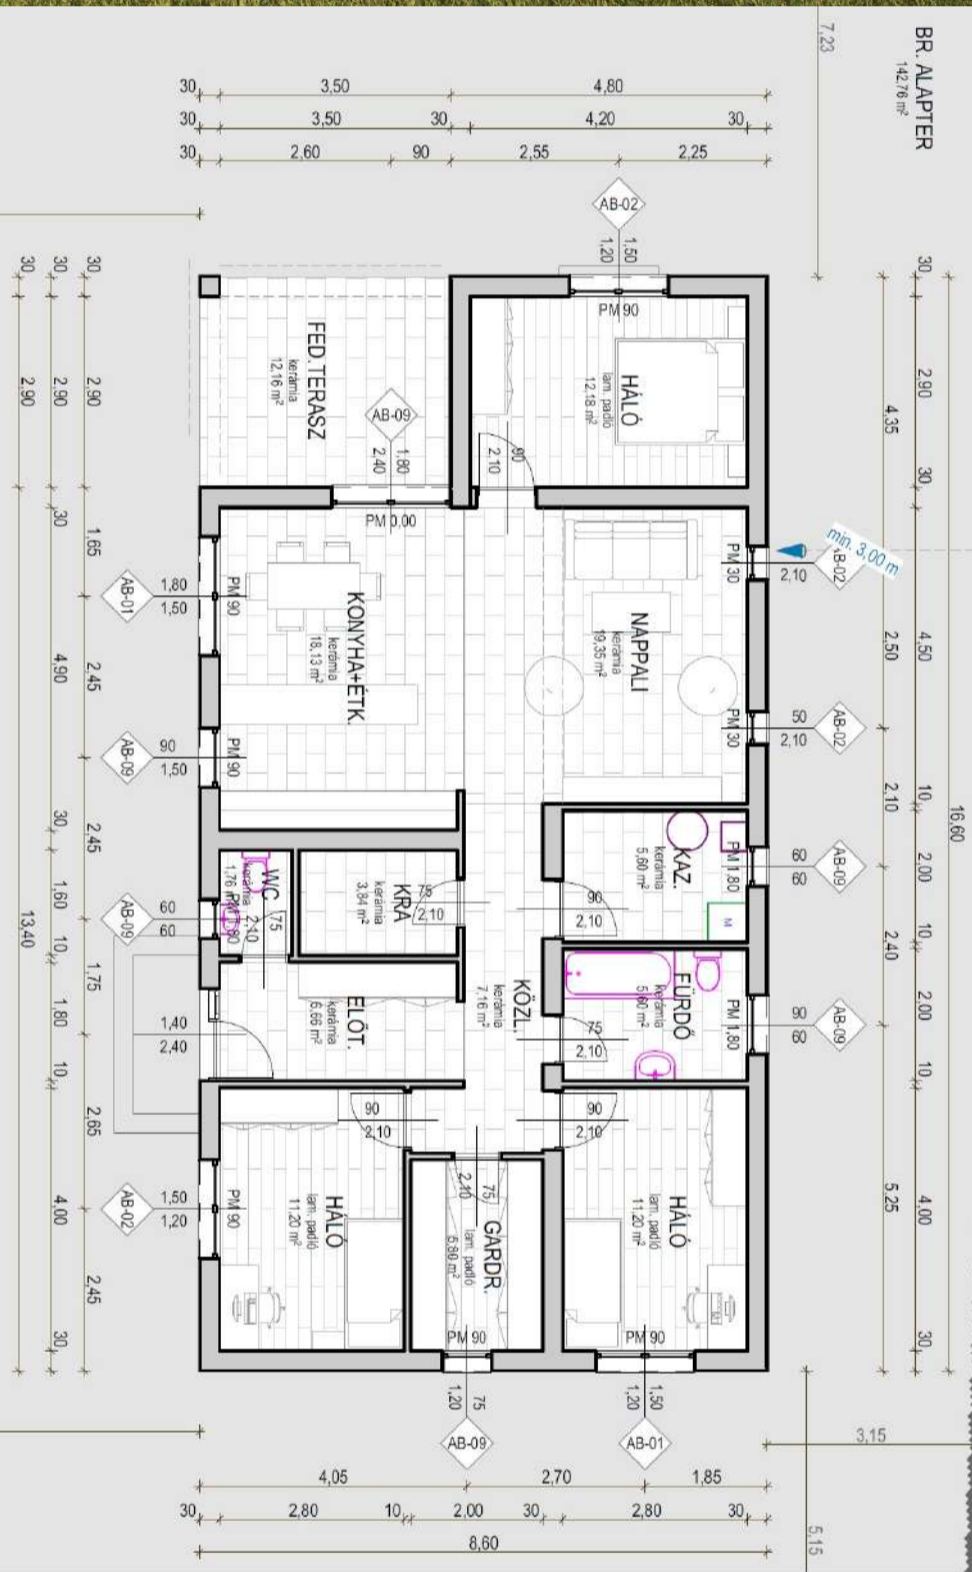 BR. ALAPTER
142,76 m²
7,23
30 3,50 4,80
30 3,50 30 4,20 30
30 2,60 90 2,55 2,25
AB-02
1,50
1,20
PM 90
FED.TERASZ
kerámia
12,16 m²
HÁLÓ
lam. padló
12,18 m²
AB-09
1,80
2,40
PM 0,00
90
2,10
KONYHA+ÉTK.
kerámia
18,13 m²
NAPPALI
kerámia
19,35 m²
min. 3,00 m
PM 30
2,10
PM 30
AB-02
2,10
AB-01
1,80
1,50
PM 90
AB-09
90
1,50
PM 90
KAZ.
kerámia
5,60 m²
PM 1,80
AB-09
M
90
2,10
KRA
kerámia
3,84 m²
75
2,10
WC
kerámia
1,76 m²
75
2,10
AB-09
60
60
FÜRDŐ
kerámia
5,60 m²
PM 1,80
AB-09
75
2,10
KÖZL.
kerámia
7,16 m²
ELŐT.
kerámia
6,66 m²
1,40
2,40
90
2,10
90
2,10
HÁLÓ
lam. padló
11,20 m²
PM 90
AB-02
1,50
1,20
75
2,10
GARDR.
lam. padló
5,80 m²
PM 90
HÁLÓ
lam. padló
11,20 m²
PM 90
75
1,20
AB-09
1,50
1,20
AB-01
30 2,90 13,40
30 2,90 30 4,90 30 1,60 10 1,80 10 4,00 30
30 2,90 1,65 2,45 2,45 1,75 2,65 2,45
4,35 2,50 2,10 2,40 5,25
30 2,90 30 4,50 10 2,00 10 2,00 10 4,00 30
16,60
3,15
5,15
4,05 2,70 1,85
30 2,80 10 2,00 30 2,80 30
8,60